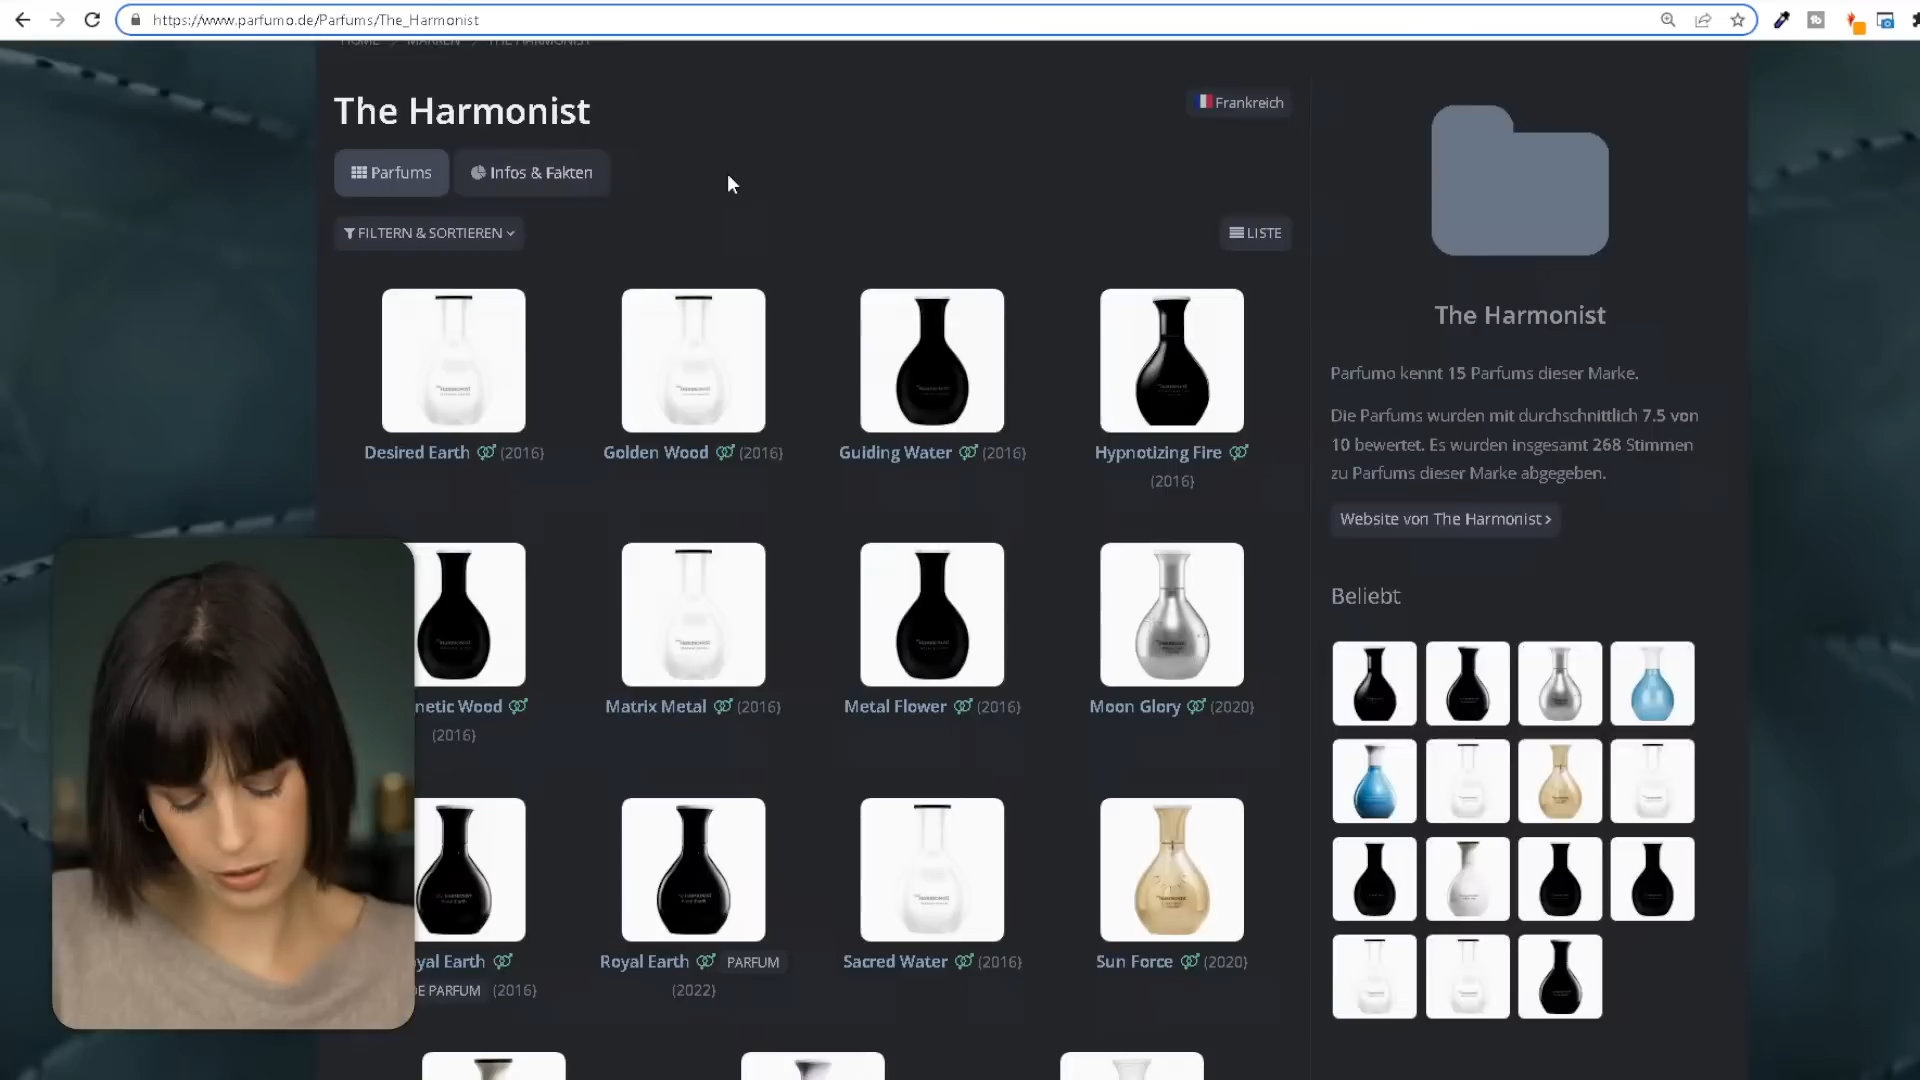 https://www.parfumo.de/Parfums/The_Harmonist
The Harmonist
Frankreich
Parfums
Infos & Fakten
FILTERN & SORTIEREN
LISTE
Desired Earth (2016)
Golden Wood (2016)
Guiding Water (2016)
Hypnotizing Fire
(2016)
netic Wood
(2016)
Matrix Metal (2016)
Metal Flower (2016)
Moon Glory (2020)
yal Earth
DE PARFUM (2016)
Royal Earth PARFUM
(2022)
Sacred Water (2016)
Sun Force (2020)
The Harmonist
Parfumo kennt 15 Parfums dieser Marke.
Die Parfums wurden mit durchschnittlich 7.5 von
10 bewertet. Es wurden insgesamt 268 Stimmen
zu Parfums dieser Marke abgegeben.
Website von The Harmonist
Beliebt